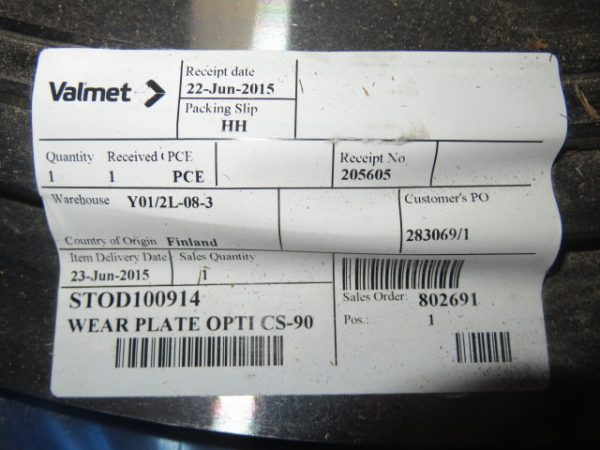 Valmet
Receipt date
22-Jun-2015
Packing Slip
HH
Quantity Received PCE
1 1 PCE
Receipt No
205605
Warehouse Y01/2L-08-3
Customer's PO
283069/1
Country of Origin Finland
Item Delivery Date Sales Quantity
23-Jun-2015 1
STOD100914
WEAR PLATE OPTI CS-90
Sales Order: 802691
Pos.: 1